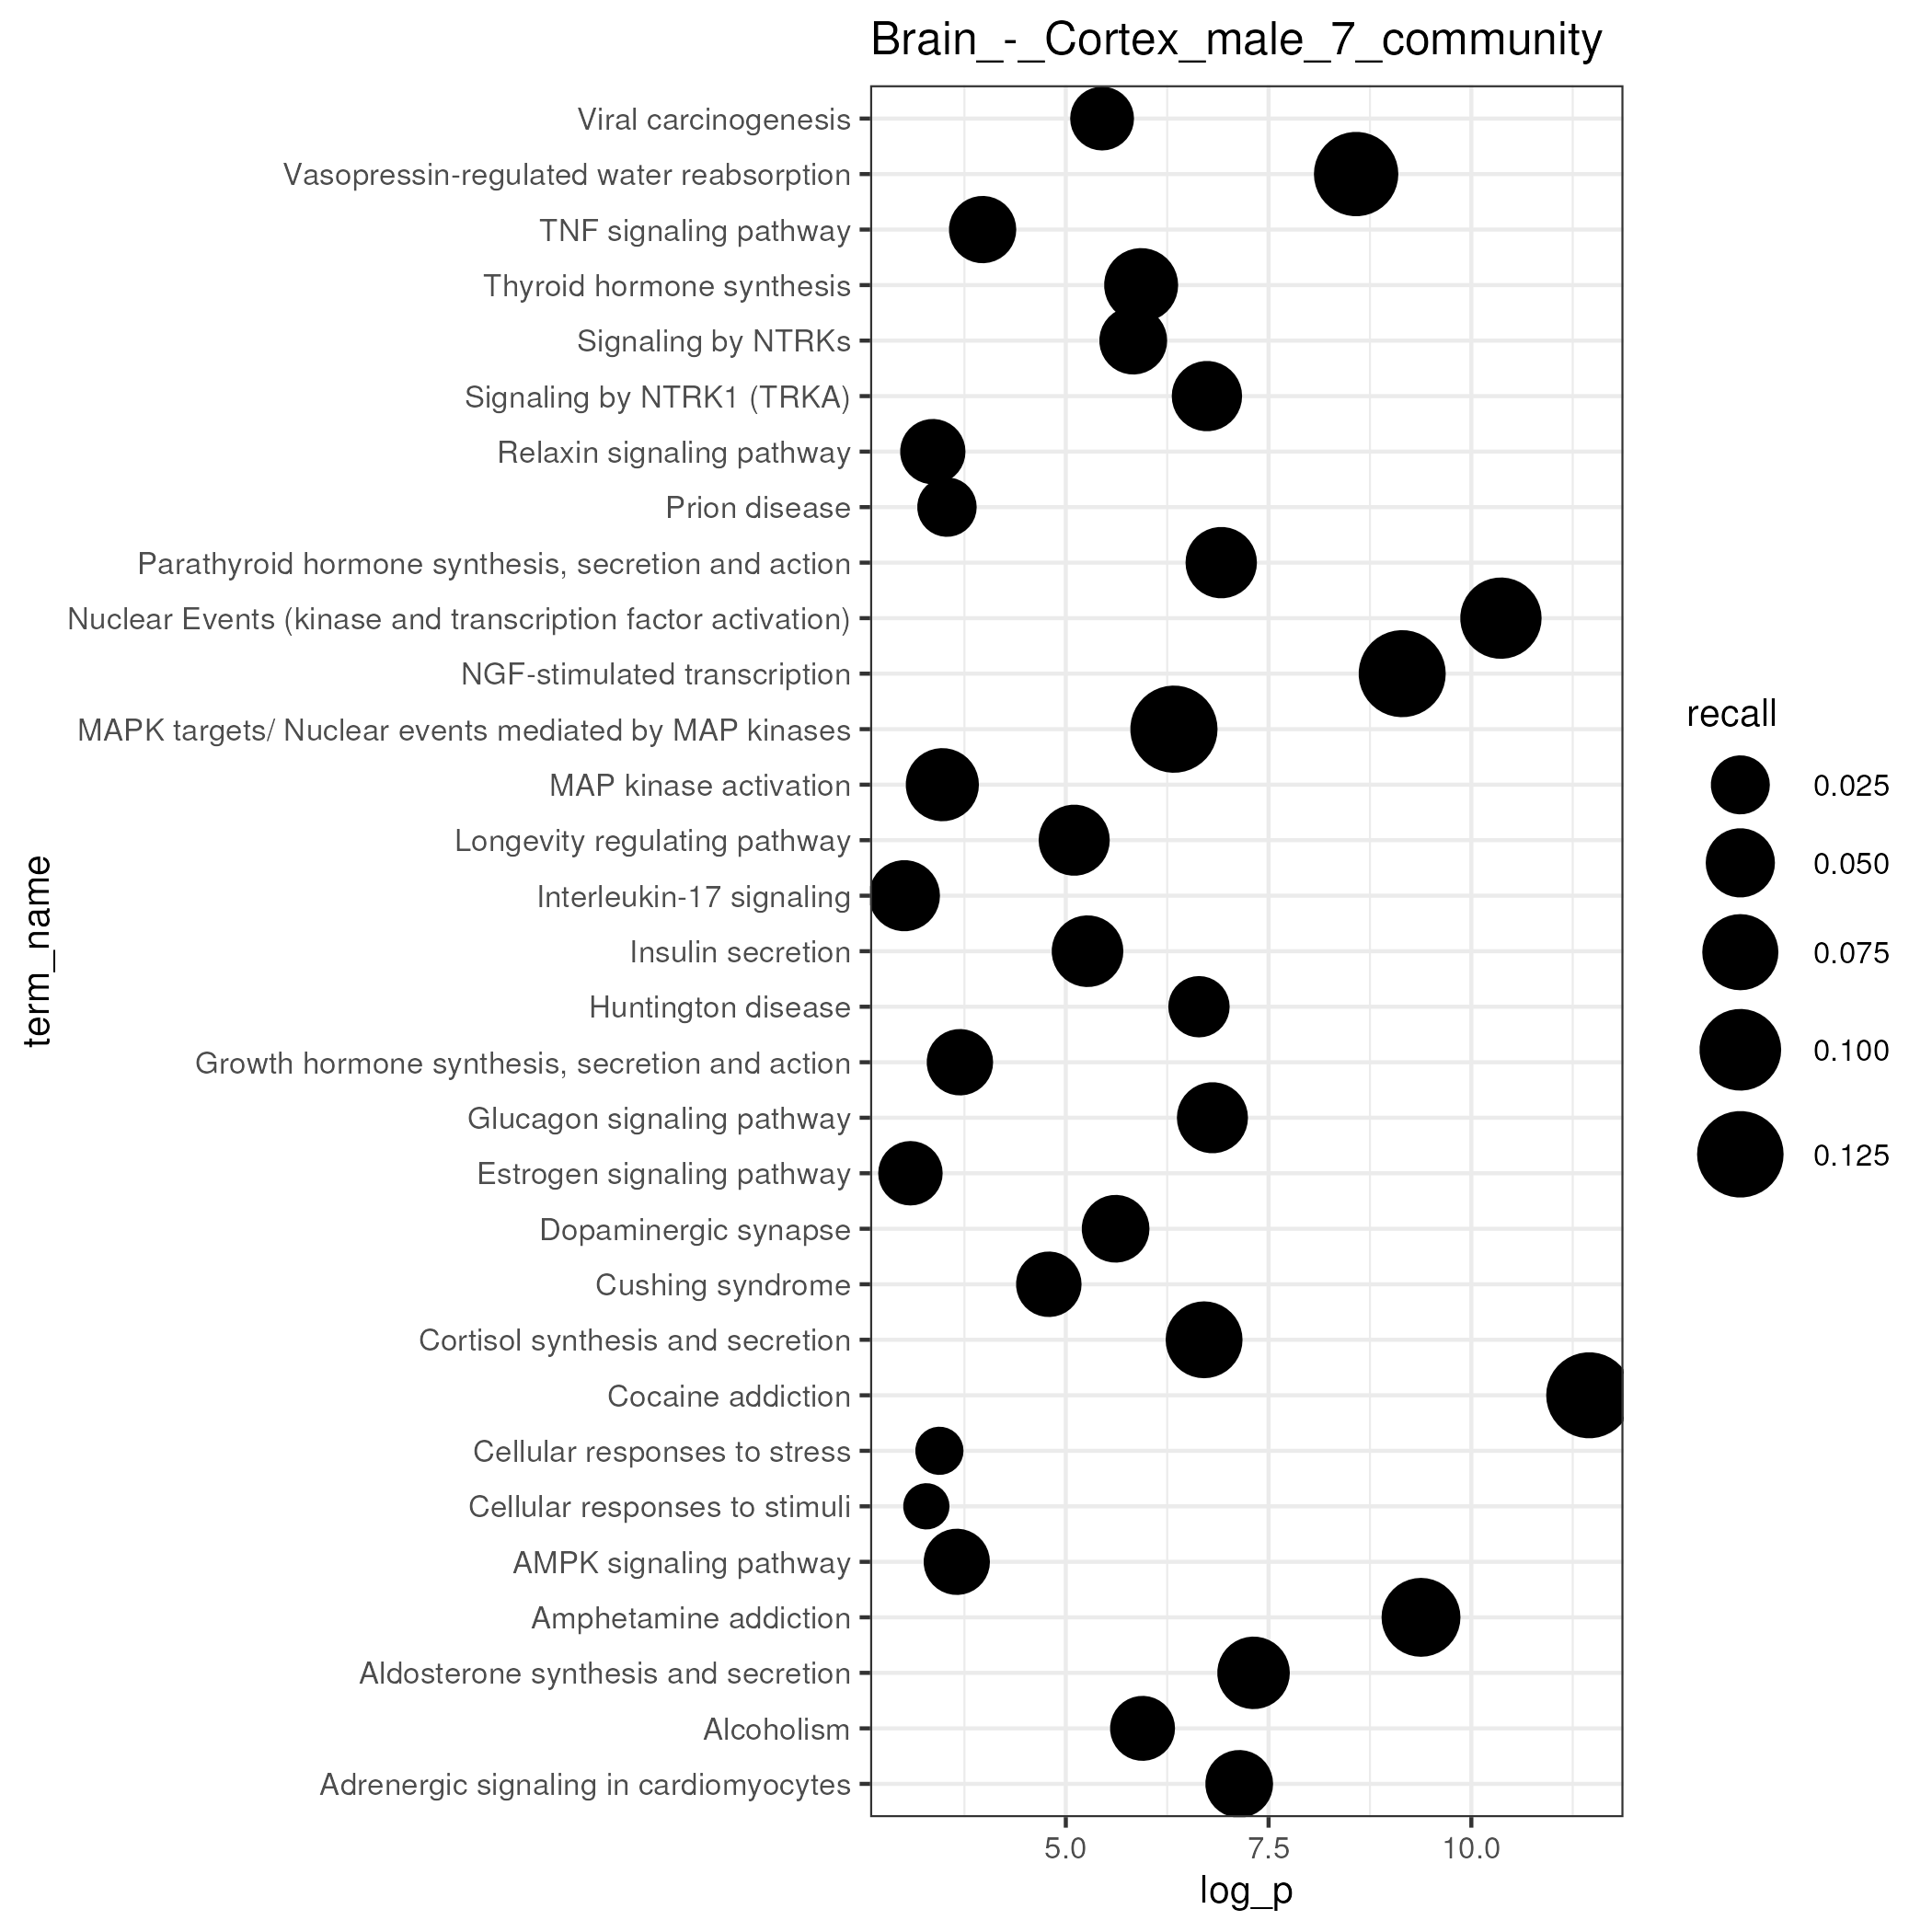 Brain_-_Cortex_male_7_community
Viral carcinogenesis
Vasopressin-regulated water reabsorption
TNF signaling pathway
Thyroid hormone synthesis
Signaling by NTRKs
Signaling by NTRK1 (TRKA)
Relaxin signaling pathway
Prion disease
Parathyroid hormone synthesis, secretion and action
Nuclear Events (kinase and transcription factor activation)
NGF-stimulated transcription
MAPK targets/ Nuclear events mediated by MAP kinases
MAP kinase activation
Longevity regulating pathway
Interleukin-17 signaling
Insulin secretion
Huntington disease
Growth hormone synthesis, secretion and action
Glucagon signaling pathway
Estrogen signaling pathway
Dopaminergic synapse
Cushing syndrome
Cortisol synthesis and secretion
Cocaine addiction
Cellular responses to stress
Cellular responses to stimuli
AMPK signaling pathway
Amphetamine addiction
Aldosterone synthesis and secretion
Alcoholism
Adrenergic signaling in cardiomyocytes
term_name
5.0 7.5 10.0
log_p
recall
0.025
0.050
0.075
0.100
0.125